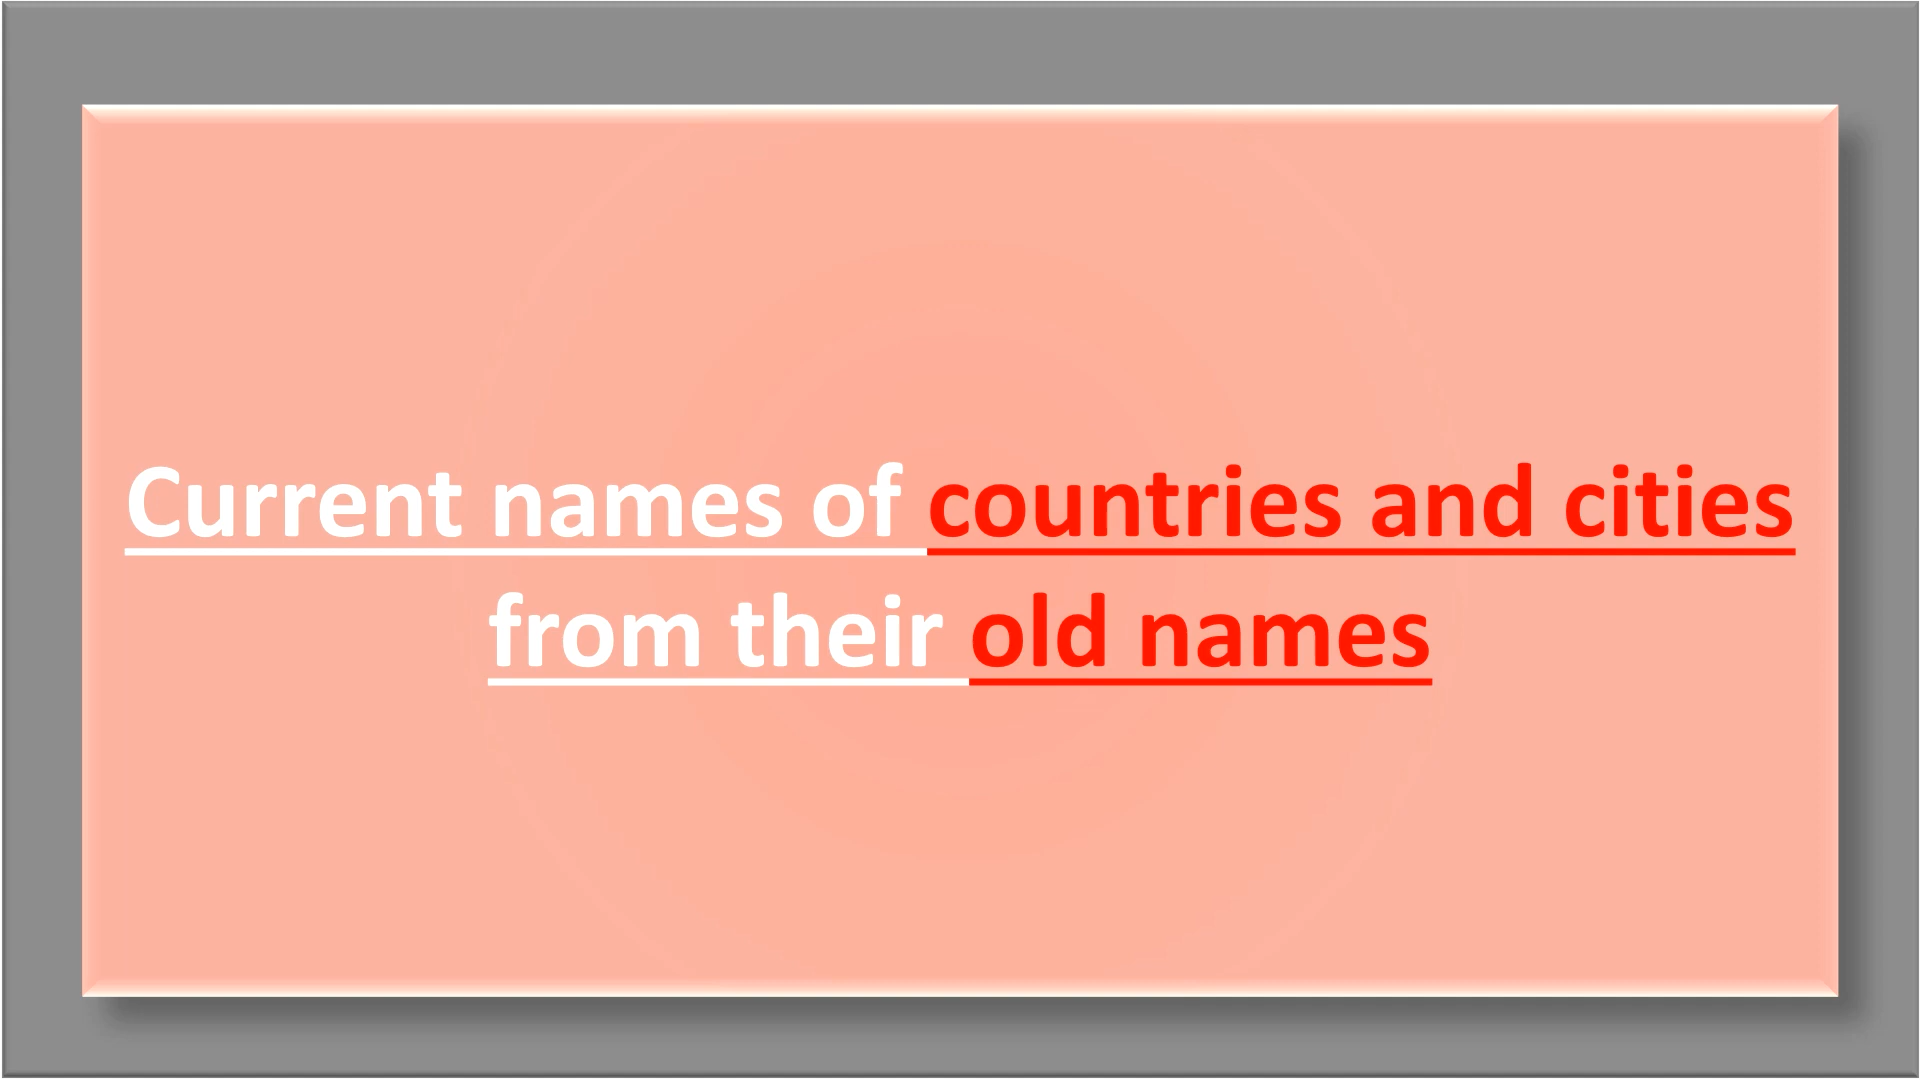 Current names of countries and cities
from their old names